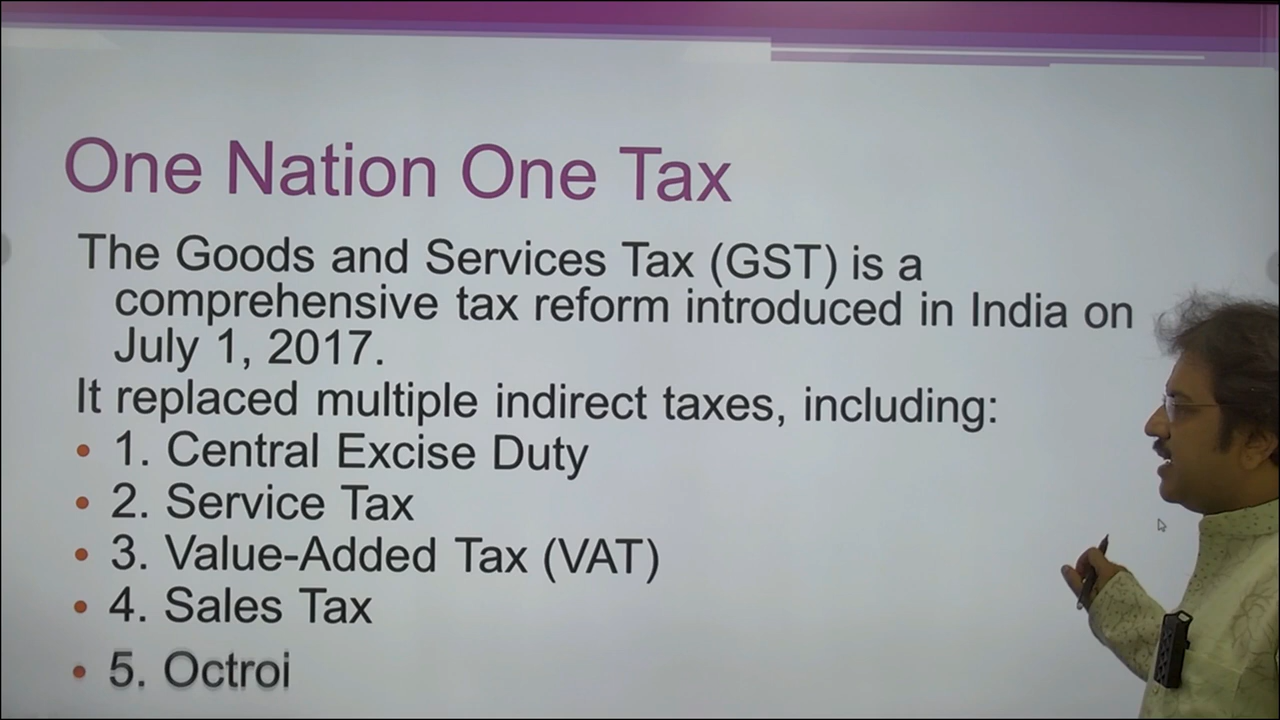 One Nation One Tax
The Goods and Services Tax (GST) is a
comprehensive tax reform introduced in India on
July 1, 2017.
It replaced multiple indirect taxes, including:
• 1. Central Excise Duty
• 2. Service Tax
• 3. Value-Added Tax (VAT)
• 4. Sales Tax
• 5. Octroi